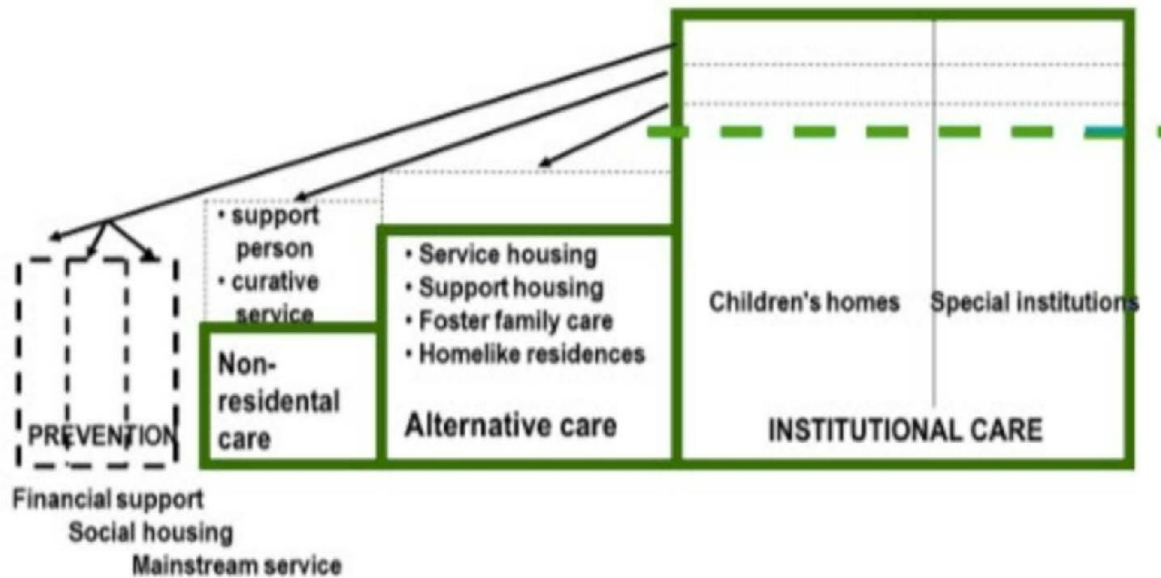 • support
person
• curative
service
Non-
residental
care
PREVENTION
• Service housing
• Support housing
• Foster family care
• Homelike residences
Alternative care
Children's homes
Special institutions
INSTITUTIONAL CARE
Financial support
Social housing
Mainstream service